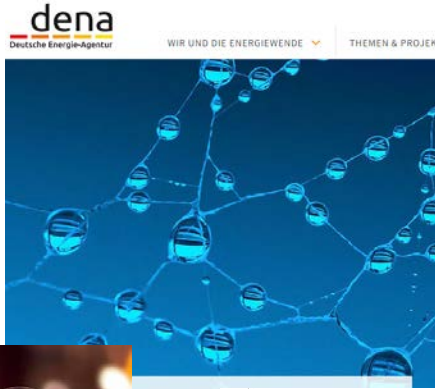 dena
Deutsche Energie-Agentur
WIR UND DIE ENERGIEWENDE
THEMEN & PROJEK